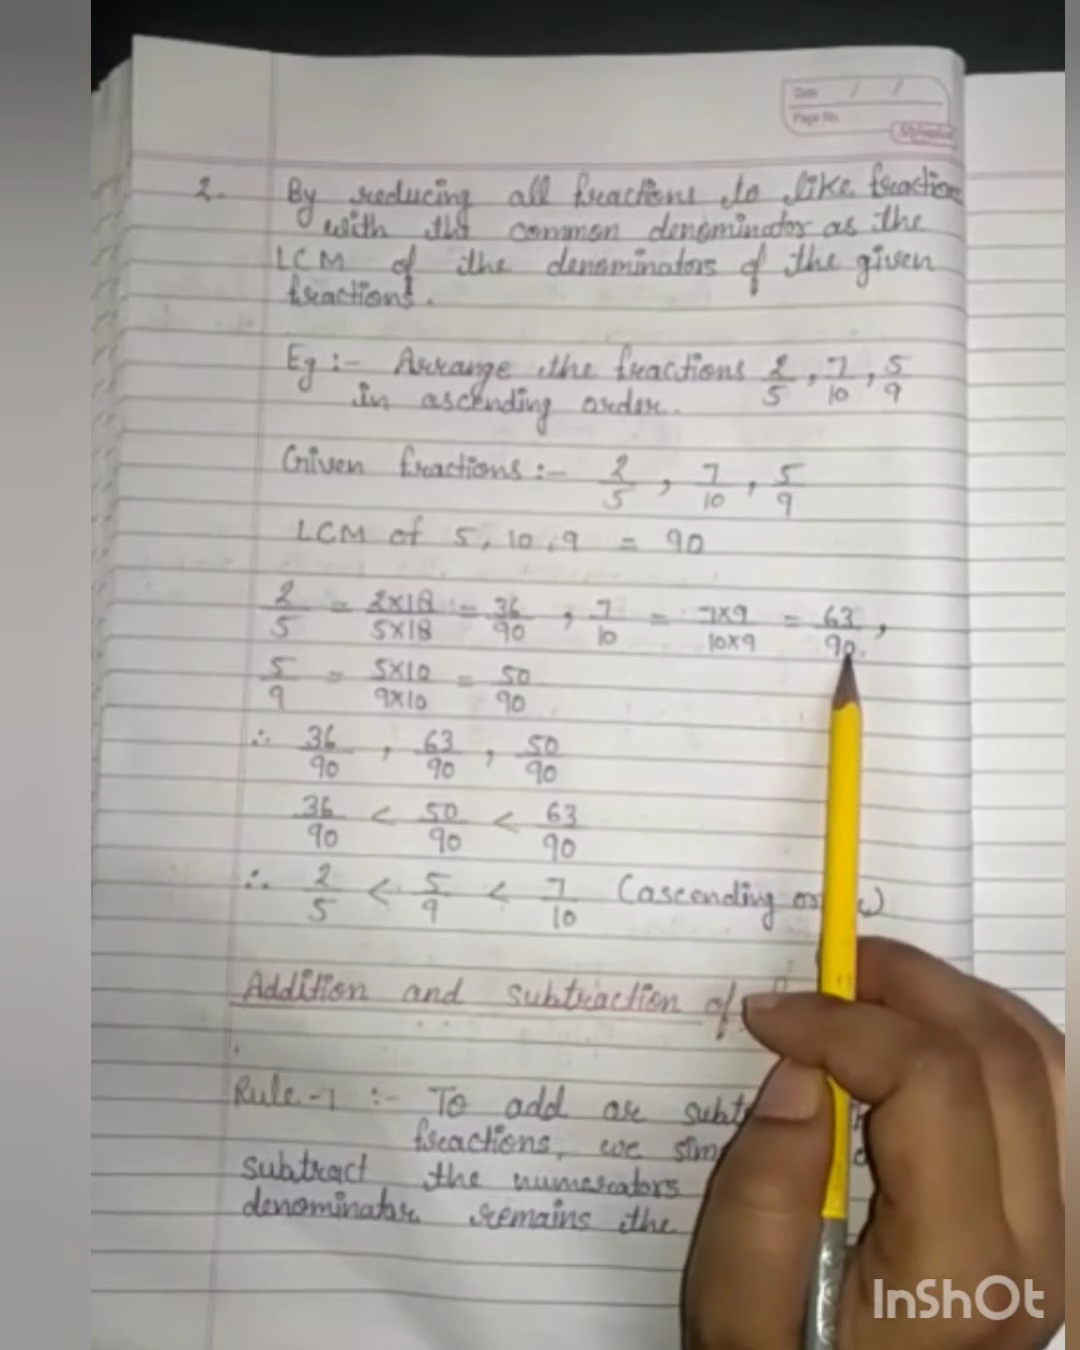 Date / /
Page No.
2. By reducing all fractions to like fraction
with the common denominator as the
LCM of the denominators of the given
fractions.
Eg :- Arrange the fractions 2/5, 7/10, 5/9
in ascending order.
Given fractions :- 2/5, 7/10, 5/9
LCM of 5, 10, 9 = 90
2/5 = 2×18/5×18 = 36/90, 7/10 = 7×9/10×9 = 63/90,
5/9 = 5×10/9×10 = 50/90
∴ 36/90, 63/90, 50/90
36/90 < 50/90 < 63/90
∴ 2/5 < 5/9 < 7/10 (ascending
Addition and subtraction of
Rule-1 :- To add or
fractions, we
subtract the numerators
denominator remains the
InShOt